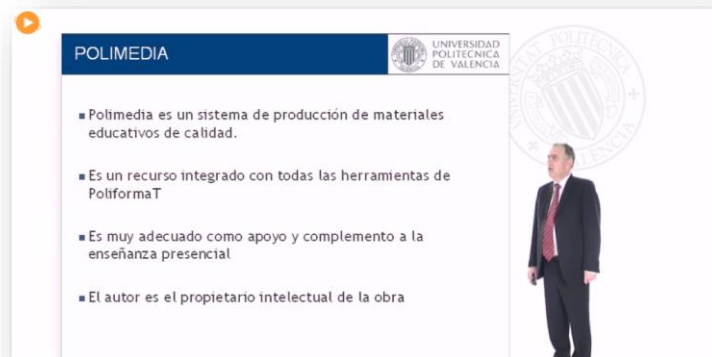 POLIMEDIA
UNIVERSIDAD
POLITECNICA
DE VALENCIA
▪ Polimedia es un sistema de producción de materiales
educativos de calidad.
▪ Es un recurso integrado con todas las herramientas de
PoliformaT
▪ Es muy adecuado como apoyo y complemento a la
enseñanza presencial
▪ El autor es el propietario intelectual de la obra